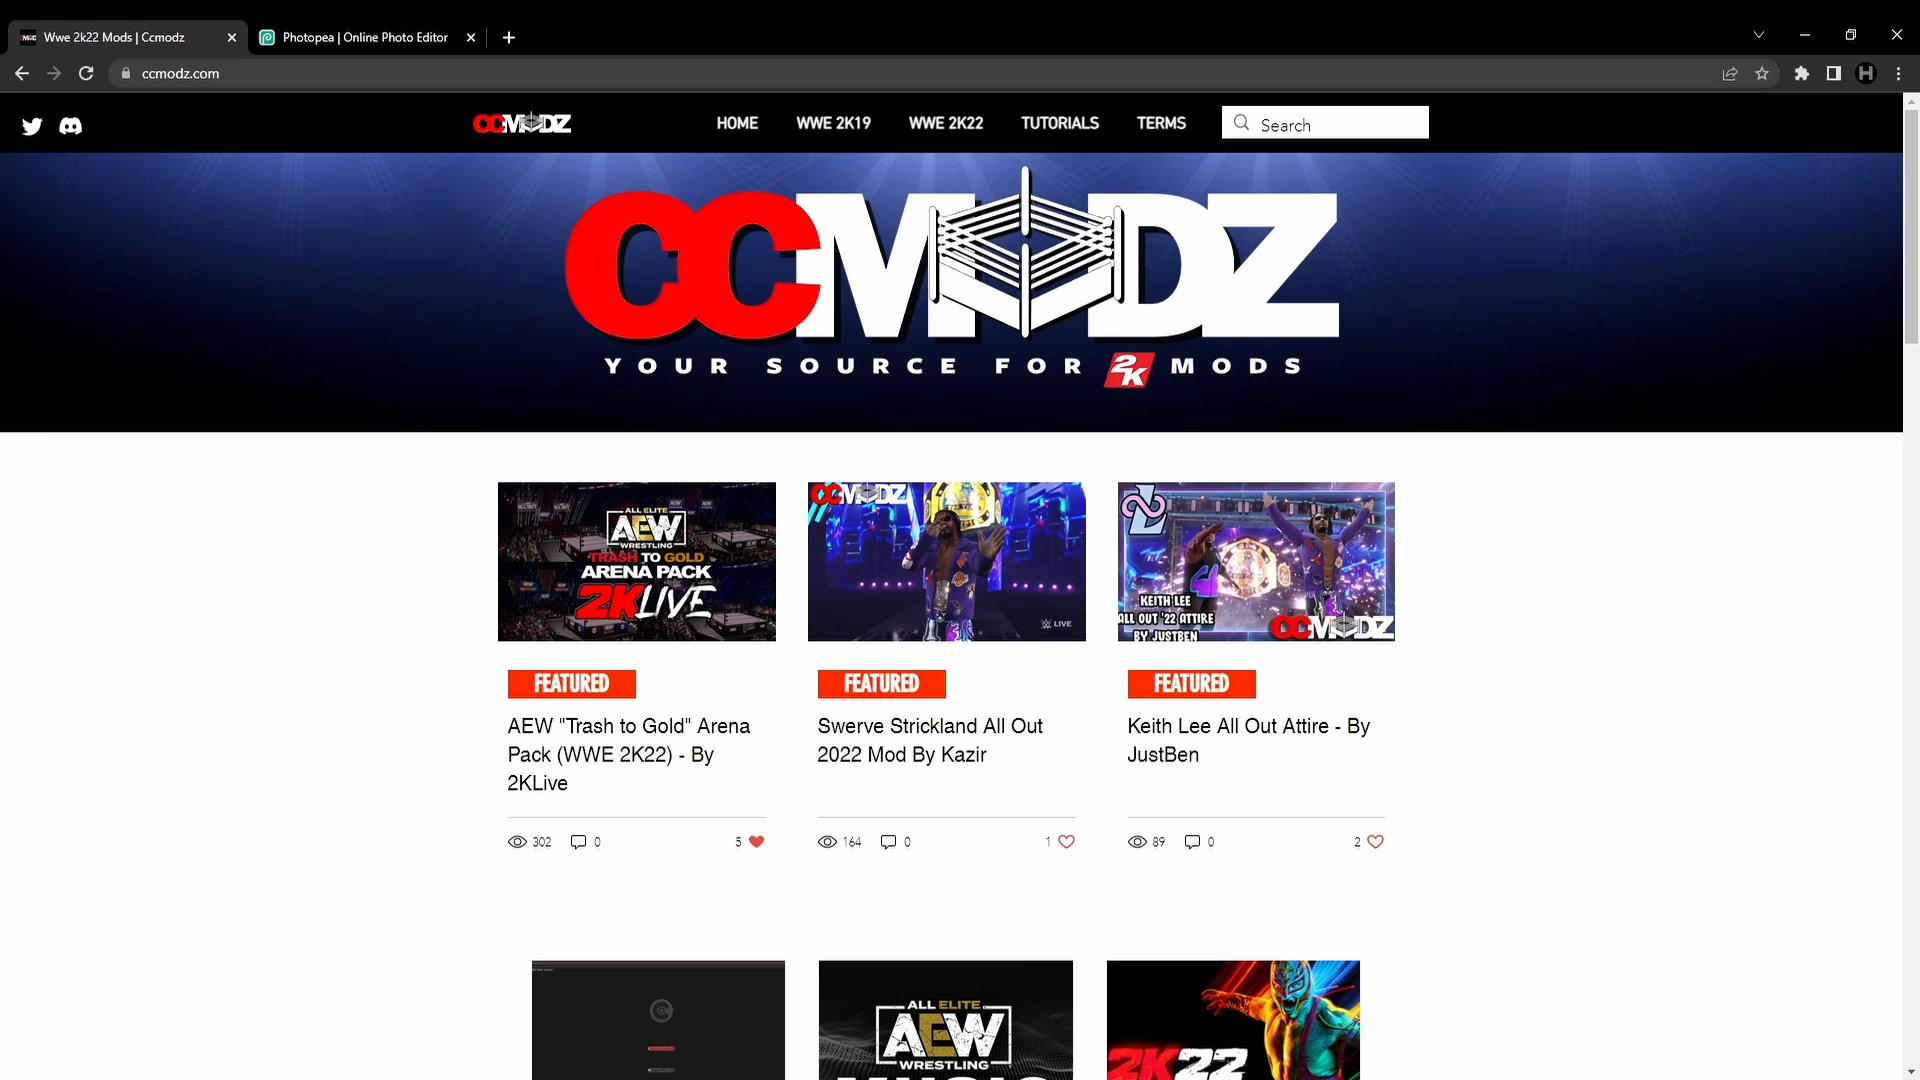 Wwe 2k22 Mods | Ccmodz
Photopea | Online Photo Editor
ccmodz.com
CCMODZ
HOME
WWE 2K19
WWE 2K22
TUTORIALS
TERMS
Search
CCMODZ
YOUR SOURCE FOR 2K MODS
ALL ELITE
AEW
WRESTLING
TRASH TO GOLD
ARENA PACK
2KLIVE
CCMODZ
LIVE
KEITH LEE
ALL OUT '22 ATTIRE
BY JUSTBEN
CCMODZ
FEATURED
FEATURED
FEATURED
AEW "Trash to Gold" Arena
Pack (WWE 2K22) - By
2KLive
Swerve Strickland All Out
2022 Mod By Kazir
Keith Lee All Out Attire - By
JustBen
302
0
5
164
0
1
89
0
2
ALL ELITE
AEW
WRESTLING
2K22